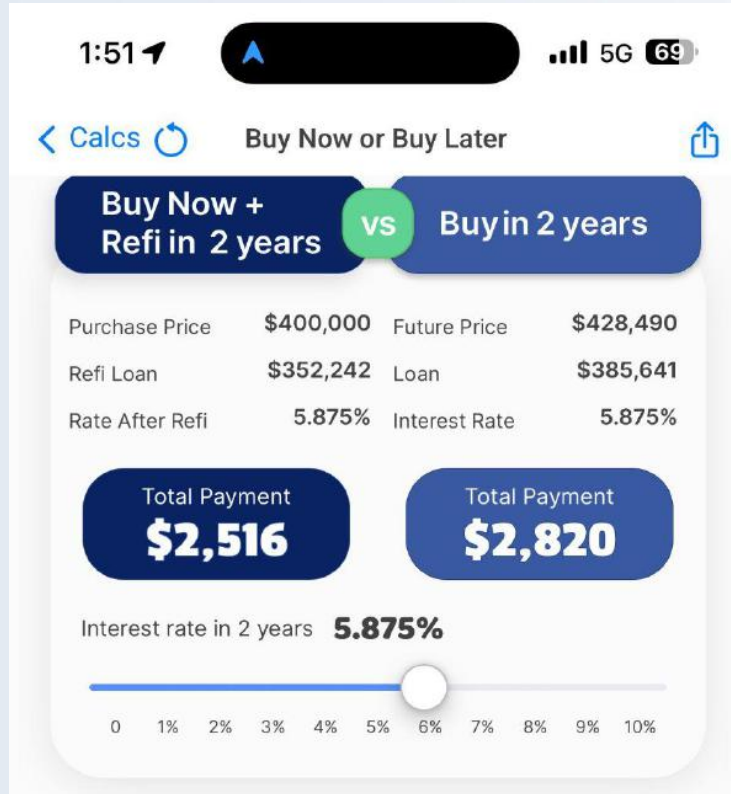 1:51 5G 69
Calcs Buy Now or Buy Later
Buy Now +
Refi in 2 years
vs
Buy in 2 years
Purchase Price $400,000 Future Price $428,490
Refi Loan $352,242 Loan $385,641
Rate After Refi 5.875% Interest Rate 5.875%
Total Payment Total Payment
$2,516 $2,820
Interest rate in 2 years 5.875%
0 1% 2% 3% 4% 5% 6% 7% 8% 9% 10%